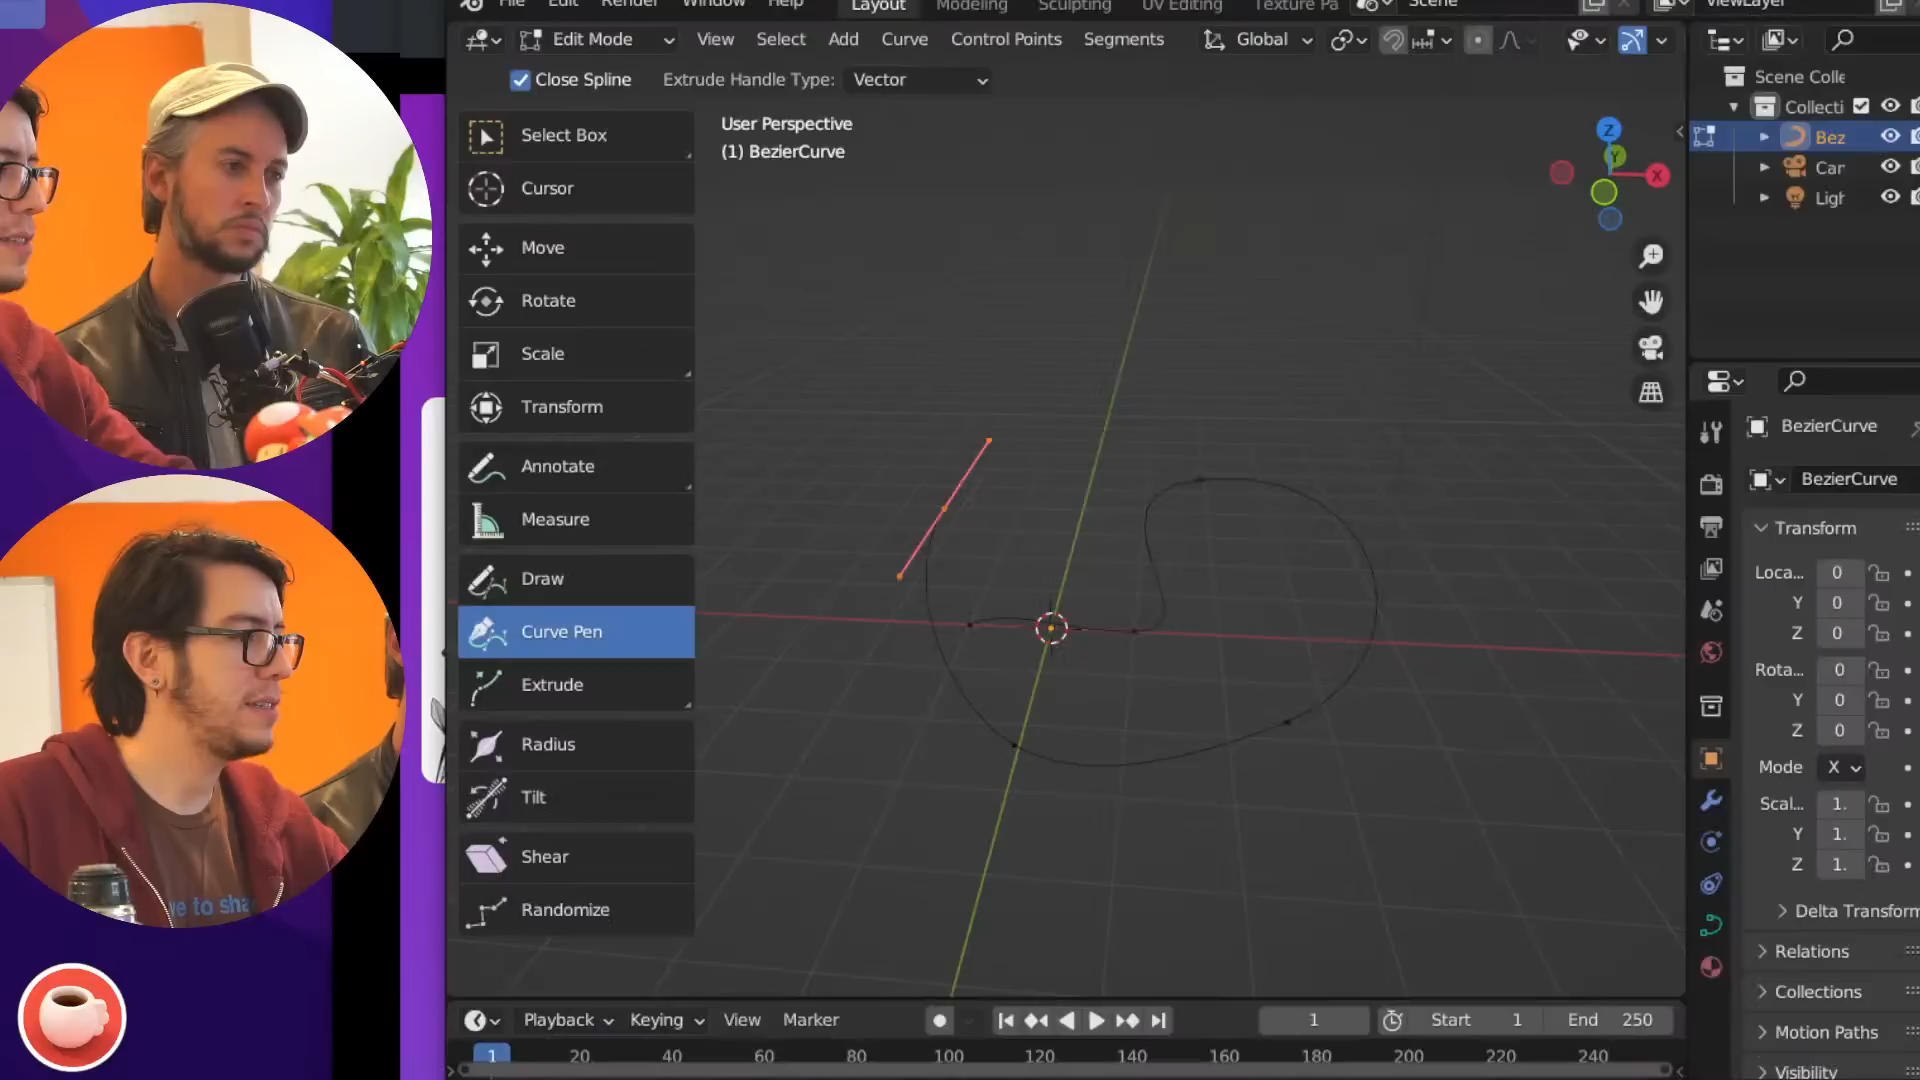 File Edit Render Window Help Layout Modeling Sculpting UV Editing Texture Pa Scene ViewLayer
Edit Mode View Select Add Curve Control Points Segments Global
Close Spline Extrude Handle Type: Vector
Select Box
Cursor
Move
Rotate
Scale
Transform
Annotate
Measure
Draw
Curve Pen
Extrude
Radius
Tilt
Shear
Randomize
User Perspective
(1) BezierCurve
Z
Y
X
Scene Colle
Collecti
Bez
Car
Ligh
BezierCurve
BezierCurve
Transform
Loca... 0
Y 0
Z 0
Rota... 0
Y 0
Z 0
Mode X
Scal... 1.
Y 1.
Z 1.
Delta Transform
Relations
Collections
Motion Paths
Visibility
Playback Keying View Marker 1 Start 1 End 250
1 20 40 60 80 100 120 140 160 180 200 220 240
ve to sha